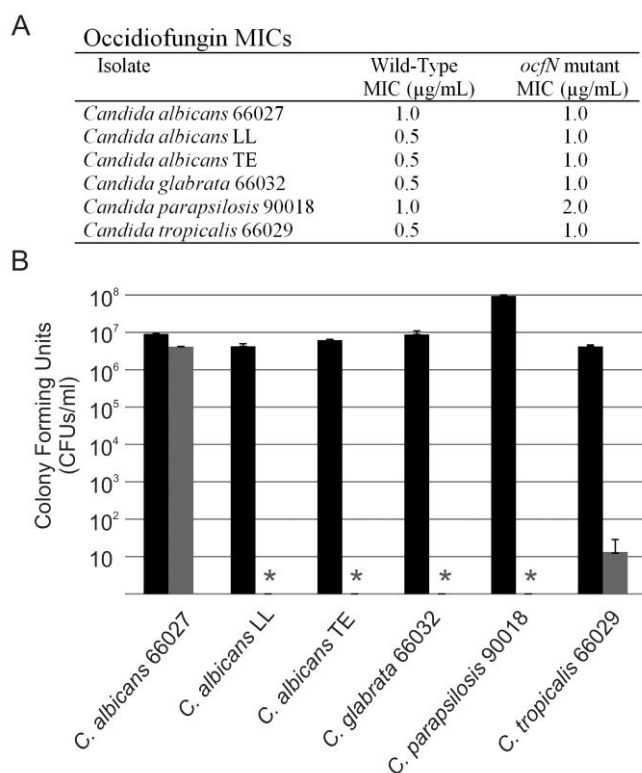 A
Occidiofungin MICs
Isolate Wild-Type ocfN mutant
MIC (µg/mL) MIC (µg/mL)
Candida albicans 66027 1.0 1.0
Candida albicans LL 0.5 1.0
Candida albicans TE 0.5 1.0
Candida glabrata 66032 0.5 1.0
Candida parapsilosis 90018 1.0 2.0
Candida tropicalis 66029 0.5 1.0
B
Colony Forming Units
(CFUs/ml)
10⁸
10⁷
10⁶
10⁵
10⁴
10³
10²
10
* * * *
C. albicans 66027
C. albicans LL
C. albicans TE
C. glabrata 66032
C. parapsilosis 90018
C. tropicalis 66029